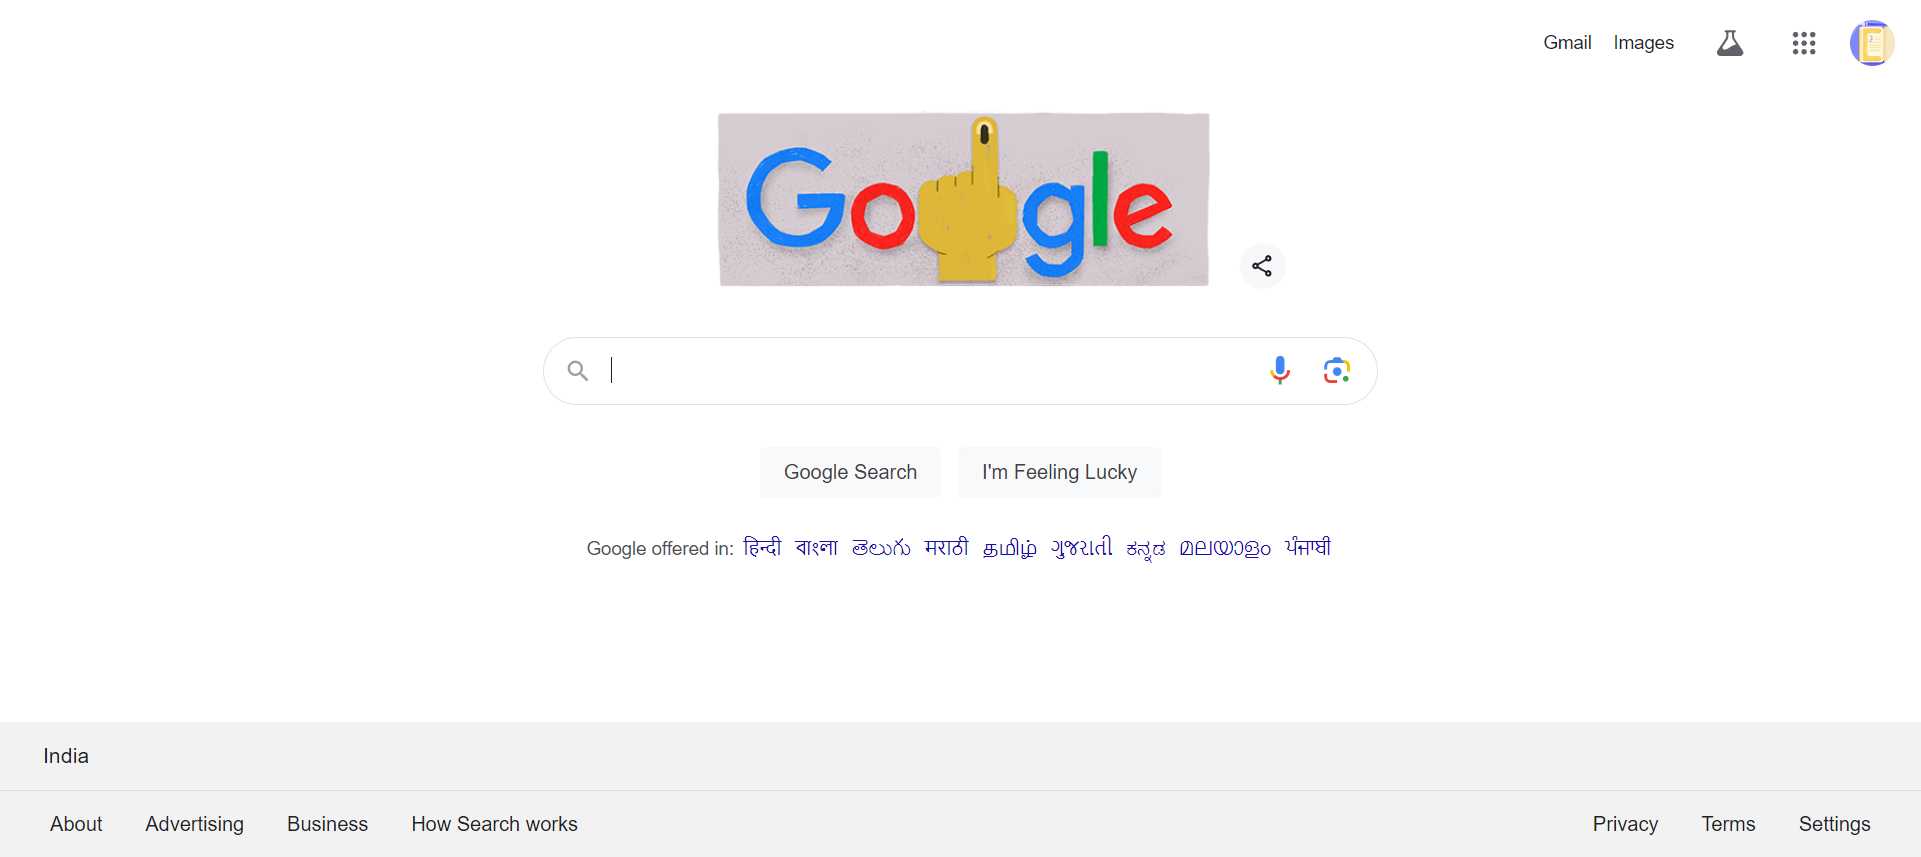 Gmail Images
Google
Google Search I'm Feeling Lucky
Google offered in: हिन्दी বাংলা తెలుగు मराठी தமிழ் ગુજરાતી ಕನ್ನಡ മലയാളം ਪੰਜਾਬੀ
India
About Advertising Business How Search works Privacy Terms Settings